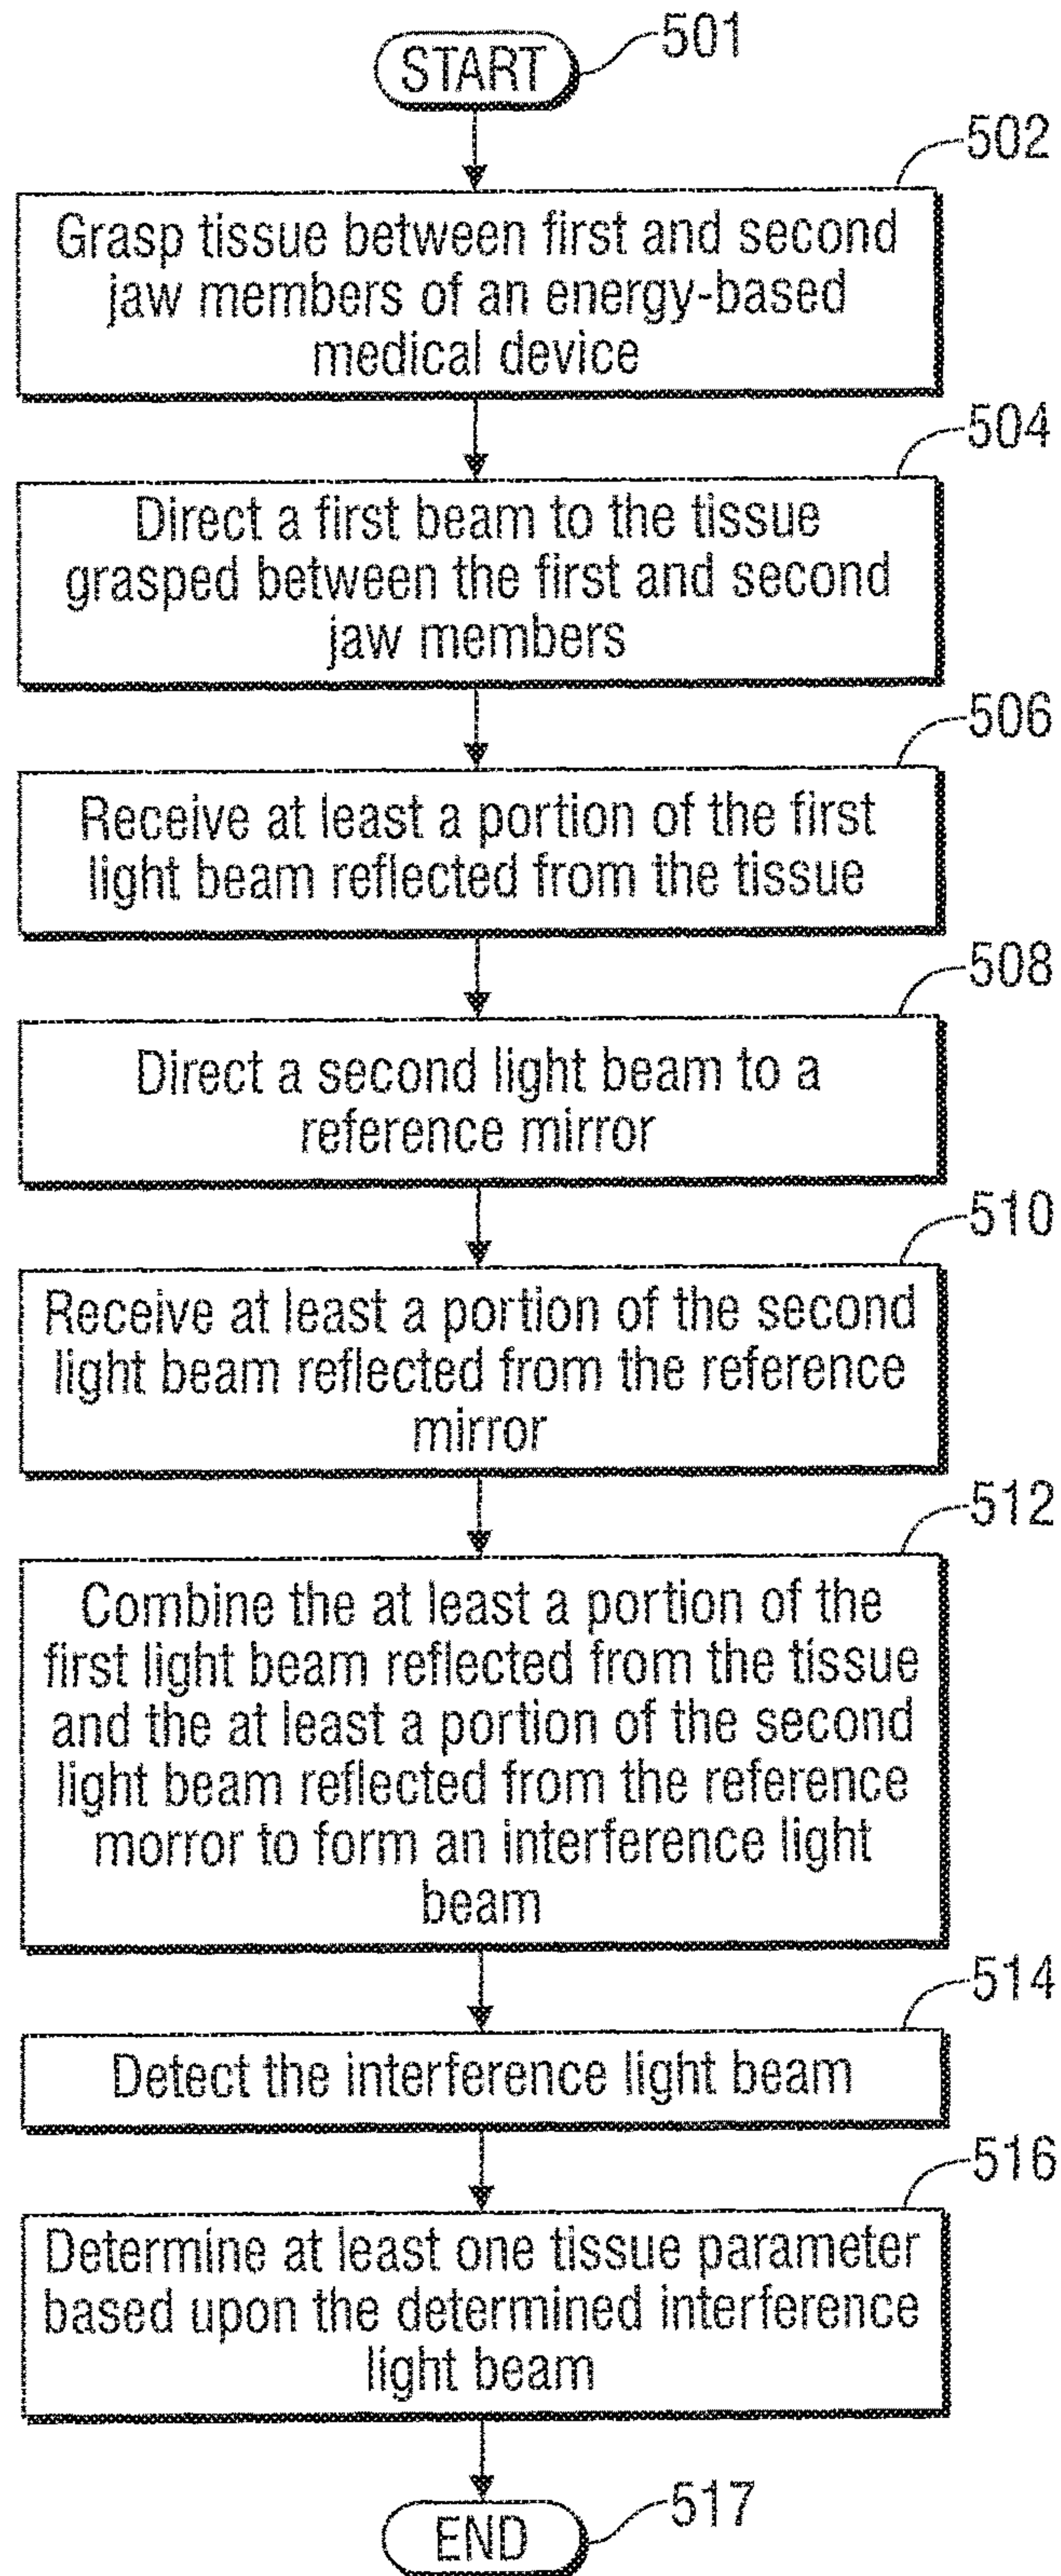 START
501
502
Grasp tissue between first and second
jaw members of an energy-based
medical device
504
Direct a first beam to the tissue
grasped between the first and second
jaw members
506
Receive at least a portion of the first
light beam reflected from the tissue
508
Direct a second light beam to a
reference mirror
510
Receive at least a portion of the second
light beam reflected from the reference
mirror
512
Combine the at least a portion of the
first light beam reflected from the tissue
and the at least a portion of the second
light beam reflected from the reference
morror to form an interference light
beam
514
Detect the interference light beam
516
Determine at least one tissue parameter
based upon the determined interference
light beam
END
517